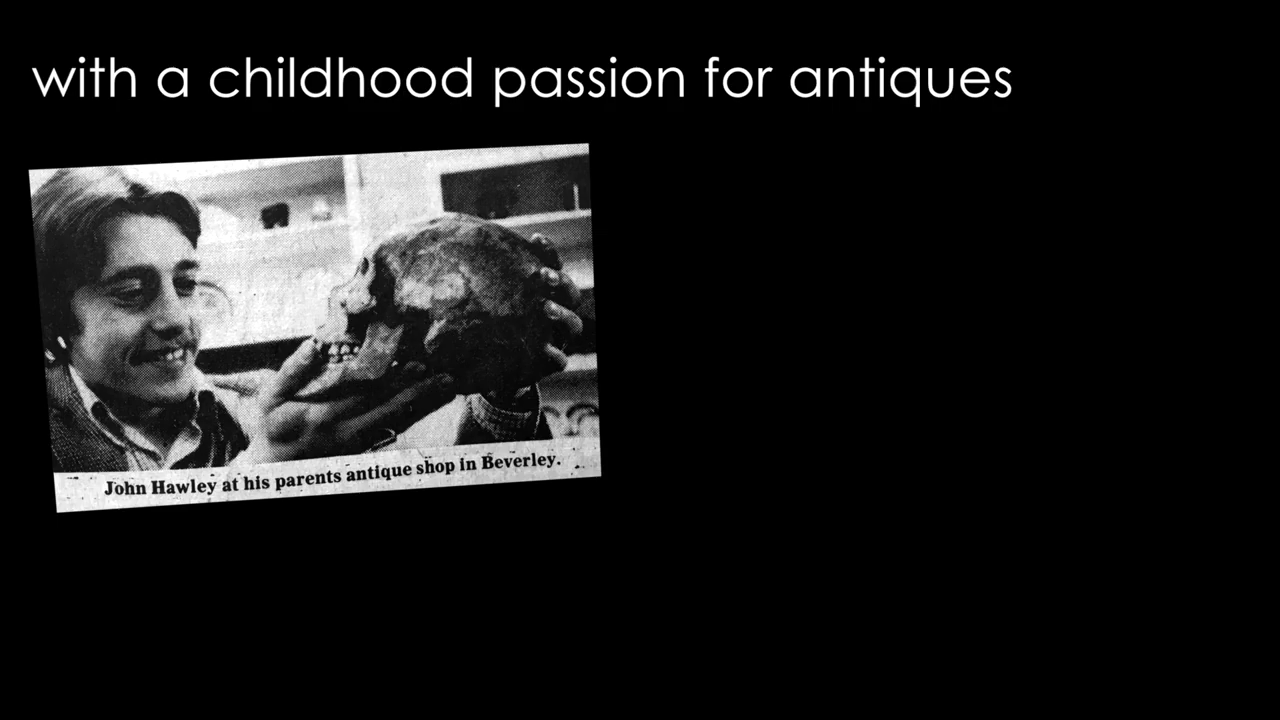 with a childhood passion for antiques
John Hawley at his parents antique shop in Beverley.